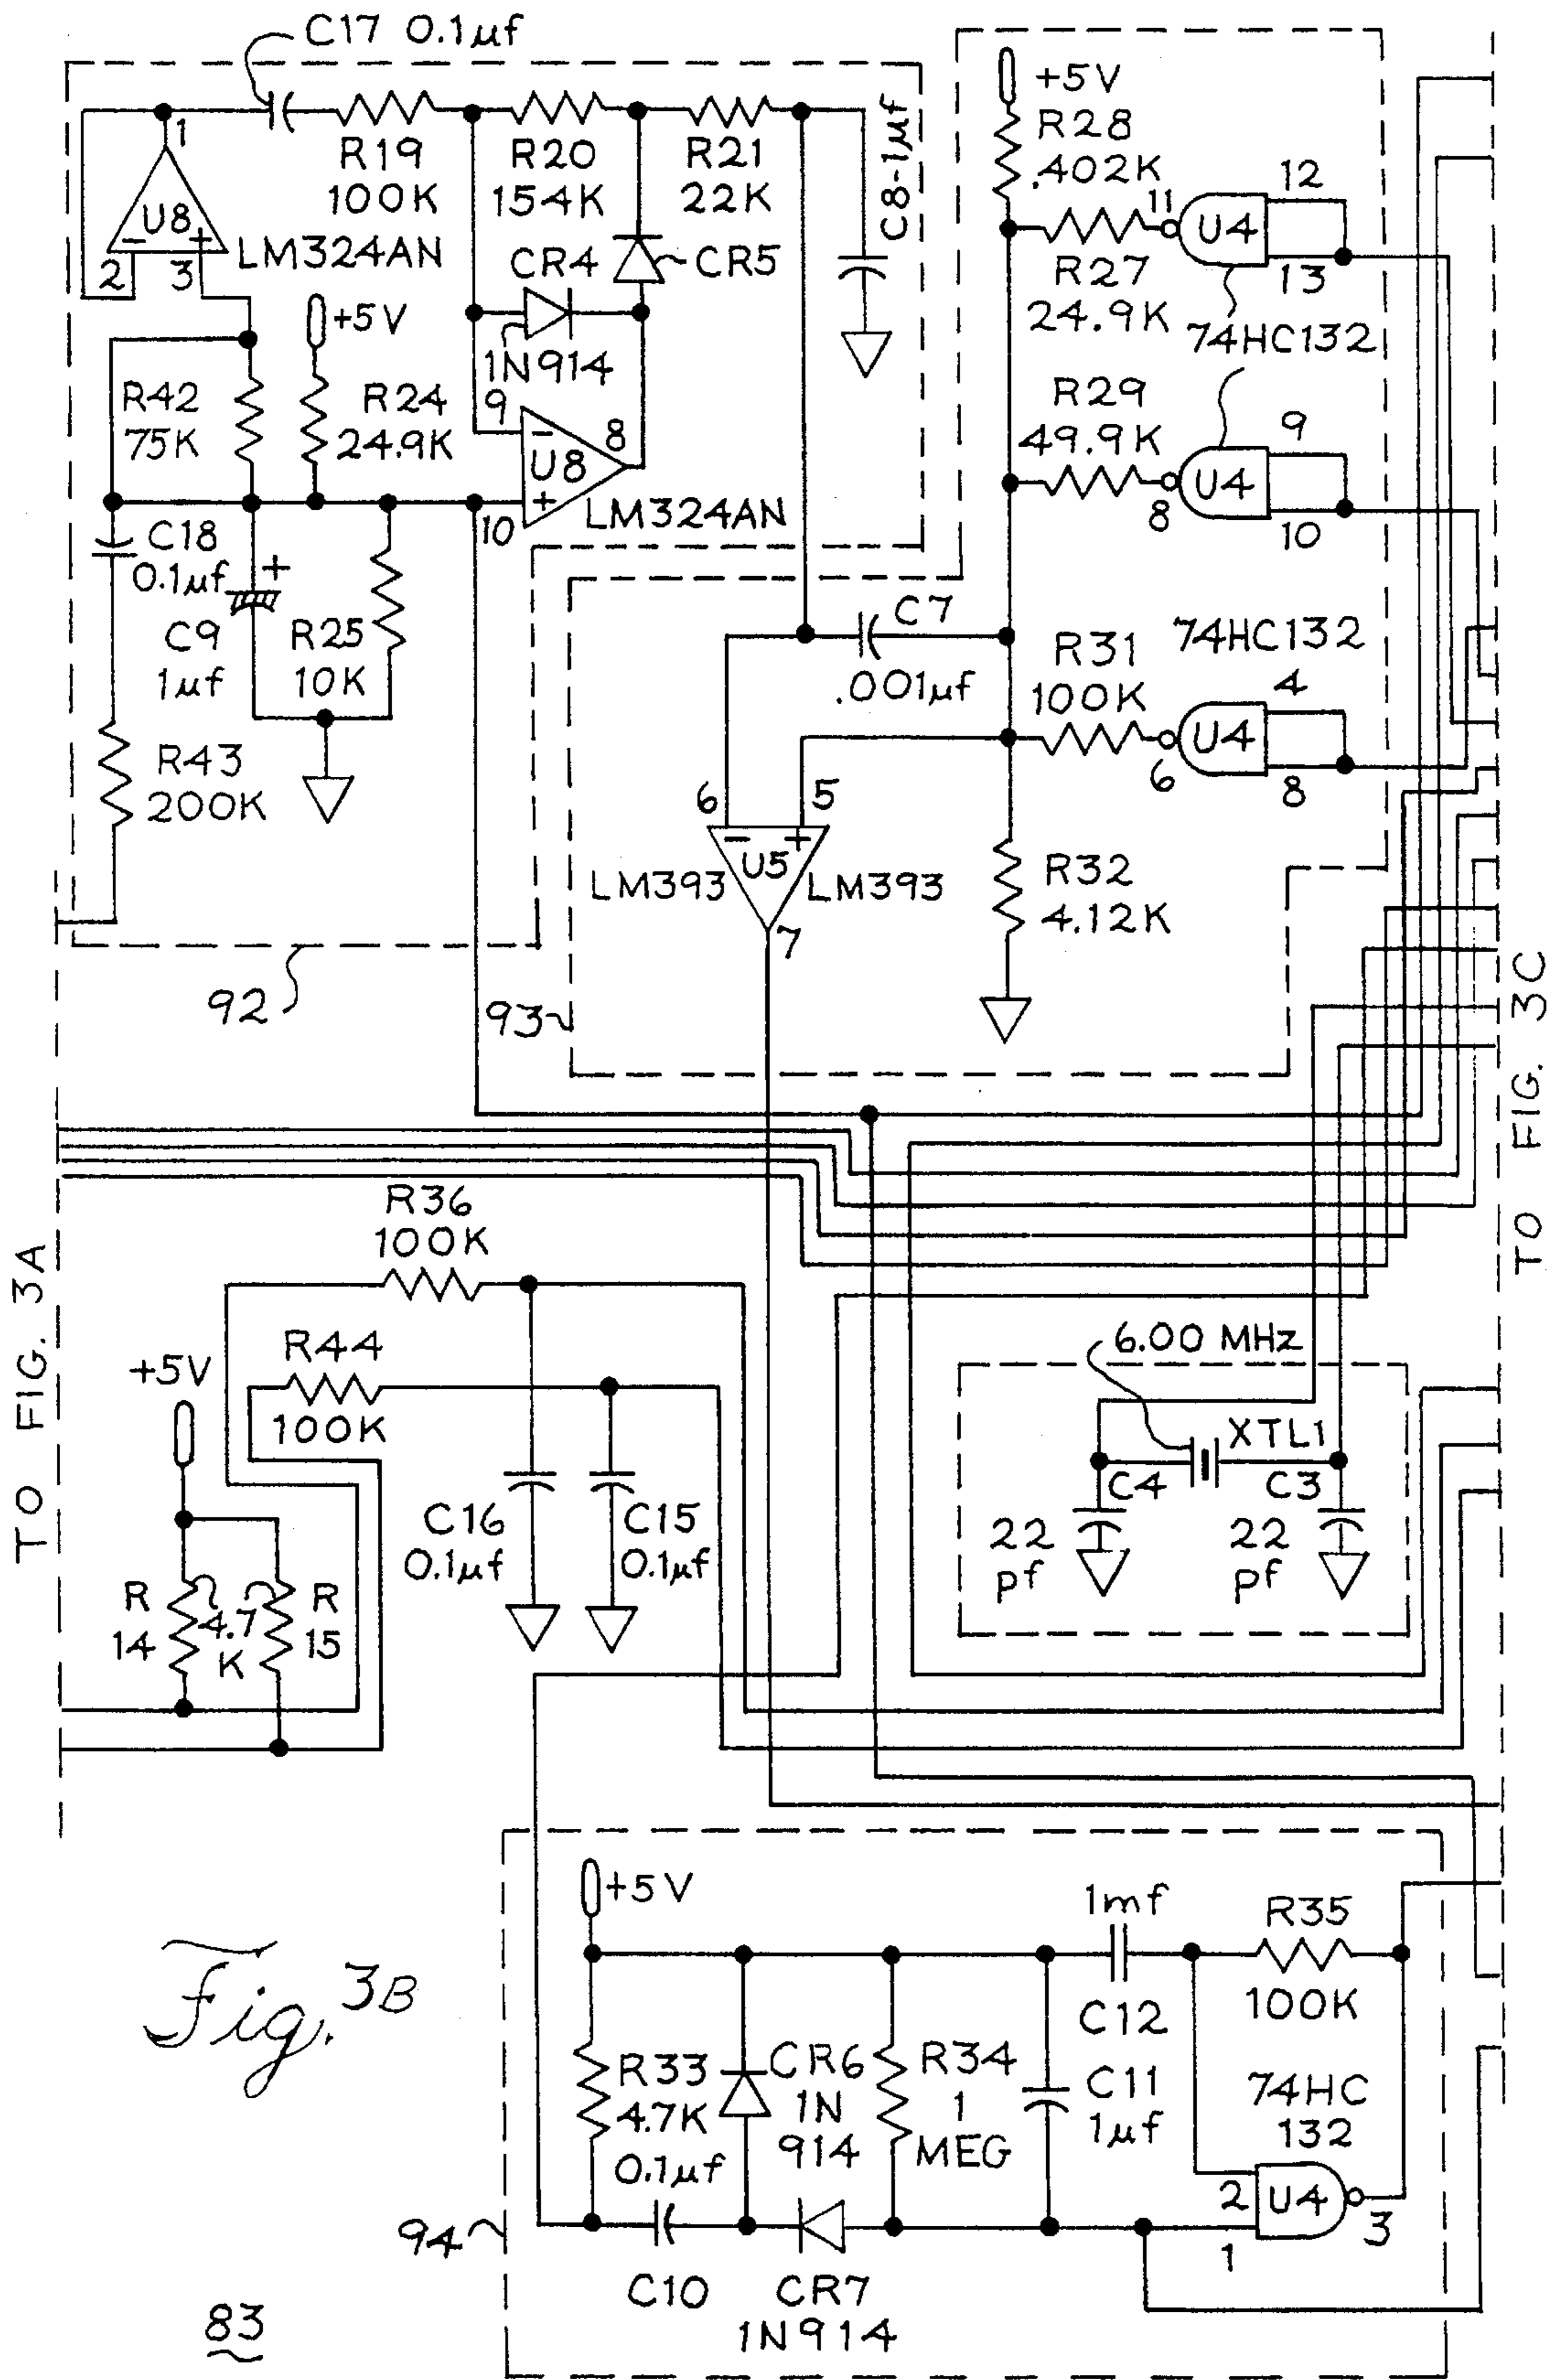 C17 0.1µf
1
R19
100K
R20
154K
R21
22K
C8-1µf
U8
- +
2 3
LM324AN
CR4
CR5
1N914
+5V
R42
75K
R24
24.9K
9
-
U8
+
8
10
LM324AN
C18
0.1µf
+
C9
1µf
R25
10K
R43
200K
92
+5V
R28
.402K
11
U4
12
13
R27
24.9K
74HC132
R29
49.9K
8
U4
9
10
C7
.001µf
74HC132
R31
100K
6
U4
4
8
6
5
- +
U5
LM393
LM393
7
R32
4.12K
93
TO FIG. 3C
TO FIG. 3A
R36
100K
R44
100K
+5V
C16
0.1µf
C15
0.1µf
R
14
4.7
K
R
15
6.00 MHz
XTL1
C4
C3
22
pf
22
pf
+5V
1mf
C12
R35
100K
R33
4.7K
CR6
1N
914
R34
1
MEG
C11
1µf
74HC
132
0.1µf
C10
CR7
1N914
2
1
U4
3
94
Fig. 3B
83